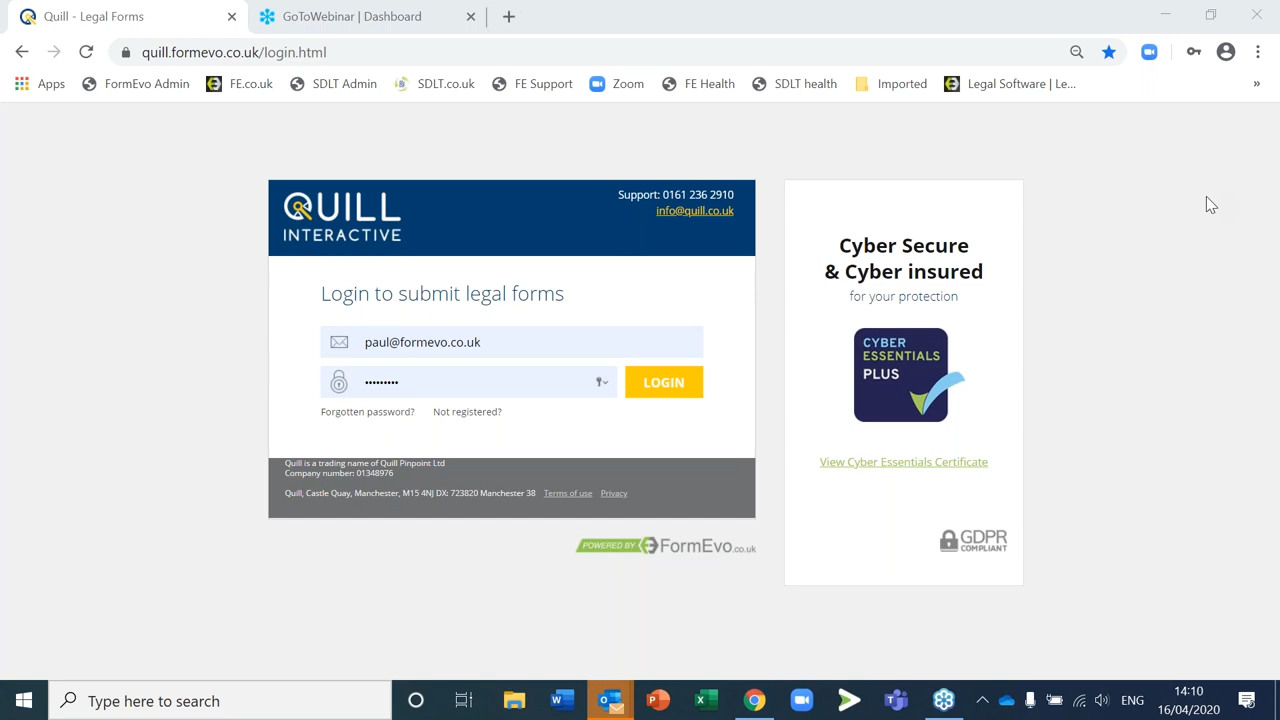 Quill - Legal Forms
GoToWebinar | Dashboard
quill.formevo.co.uk/login.html
Apps
FormEvo Admin
FE.co.uk
SDLT Admin
SDLT.co.uk
FE Support
Zoom
FE Health
SDLT health
Imported
Legal Software | Le...
»
QUILL
INTERACTIVE
Support: 0161 236 2910
info@quill.co.uk
Login to submit legal forms
paul@formevo.co.uk
•••••••••
LOGIN
Forgotten password?
Not registered?
Quill is a trading name of Quill Pinpoint Ltd
Company number: 01348976
Quill, Castle Quay, Manchester, M15 4NJ DX: 723820 Manchester 38 Terms of use Privacy
POWERED BY FormEvo.co.uk
Cyber Secure
& Cyber insured
for your protection
CYBER
ESSENTIALS
PLUS
View Cyber Essentials Certificate
GDPR
COMPLIANT
Type here to search
ENG
14:10
16/04/2020